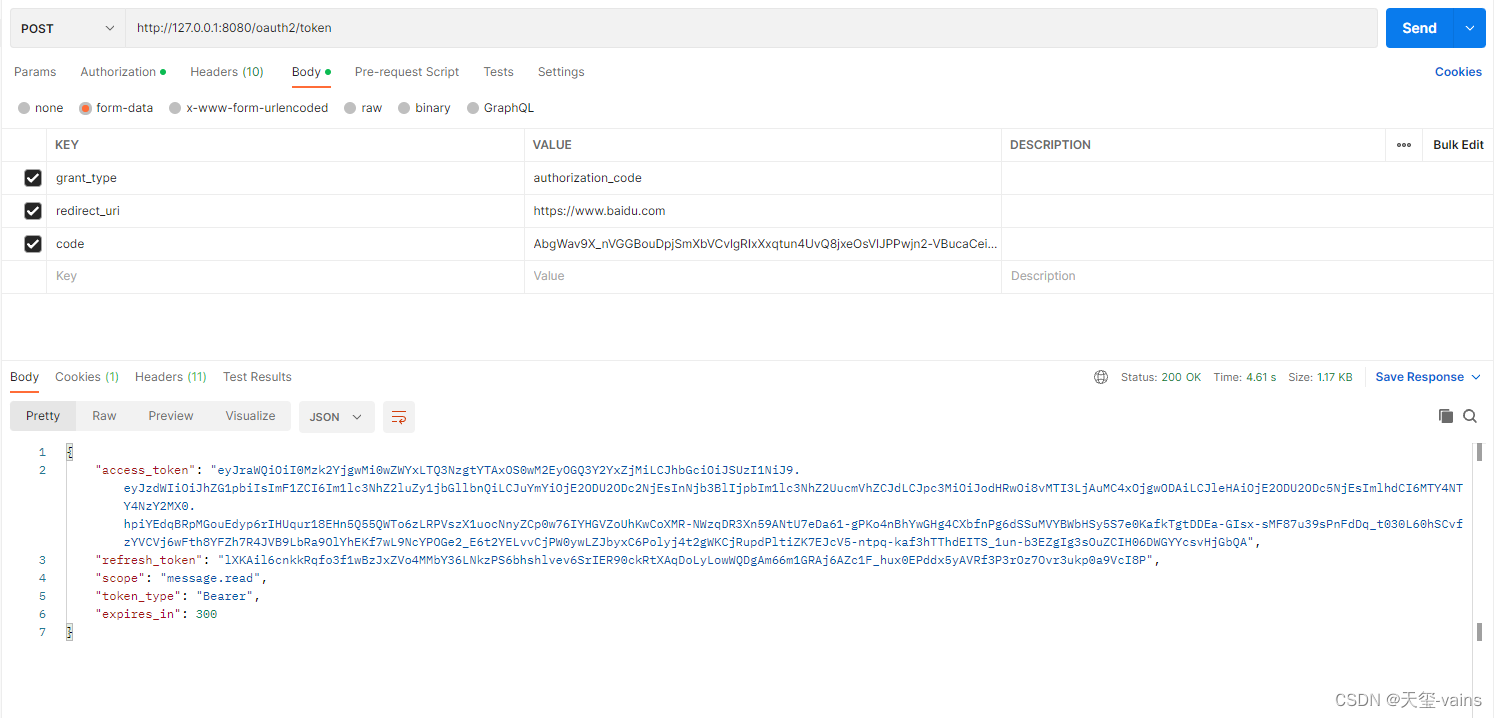 POST
http://127.0.0.1:8080/oauth2/token
Send
Params Authorization Headers (10) Body Pre-request Script Tests Settings Cookies
none form-data x-www-form-urlencoded raw binary GraphQL
KEY VALUE DESCRIPTION Bulk Edit
grant_type authorization_code
redirect_uri https://www.baidu.com
code AbgWav9X_nVGGBouDpjSmXbVCvIgRIxXxqtun4UvQ8jxeOsVIJPPwjn2-VBucaCei...
Key Value Description
Body Cookies (1) Headers (11) Test Results Status: 200 OK Time: 4.61 s Size: 1.17 KB Save Response
Pretty Raw Preview Visualize JSON
1 {
2 "access_token": "eyJraWQiOiI0Mzk2YjgwMi0wZWYxLTQ3NzgtYTAxOS0wM2EyOGQ3Y2YxZjMiLCJhbGciOiJSUzI1NiJ9.
eyJzdWIiOiJhZG1pbiIsImF1ZCI6Im1lc3NhZ2luZy1jbGllbnQiLCJuYmYiOjE2ODU2ODc2NjEsInNjb3BlIjpbIm1lc3NhZ2UucmVhZCJdLCJpc3MiOiJodHRwOi8vMTI3LjAuMC4xOjgwODAiLCJleHAiOjE2ODU2ODc5NjEsImlhdCI6MTY4NT
Y4NzY2MX0.
hpiYEdqBRpMGouEdyp6rIHUqur18EHn5Q55QWTo6zLRPVszX1uocNnyZCp0w76IYHGVZoUhKwCoXMR-NWzqDR3Xn59ANtU7eDa61-gPKo4nBhYwGHg4CXbfnPg6dSSuMVYBWbHSy5S7e0KafkTgtDDEa-GIsx-sMF87u39sPnFdDq_t030L60hSCvf
zYVCVj6wFth8YFZh7R4JVB9LbRa9OlYhEKf7wL9NcYPOGe2_E6t2YELvvCjPW0ywLZJbyxC6Polyj4t2gWKCjRupdPltiZK7EJcV5-ntpq-kaf3hTThdEITS_1un-b3EZgIg3sOuZCIH06DWGYYcsvHjGbQA",
3 "refresh_token": "lXKAil6cnkkRqfo3f1wBzJxZVo4MMbY36LNkzPS6bhshlvev6SrIER90ckRtXAqDoLyLowWQDgAm66m1GRAj6AZc1F_hux0EPddx5yAVRf3P3rOz7Ovr3ukp0a9VcI8P",
4 "scope": "message.read",
5 "token_type": "Bearer",
6 "expires_in": 300
7 }
CSDN @天玺-vains